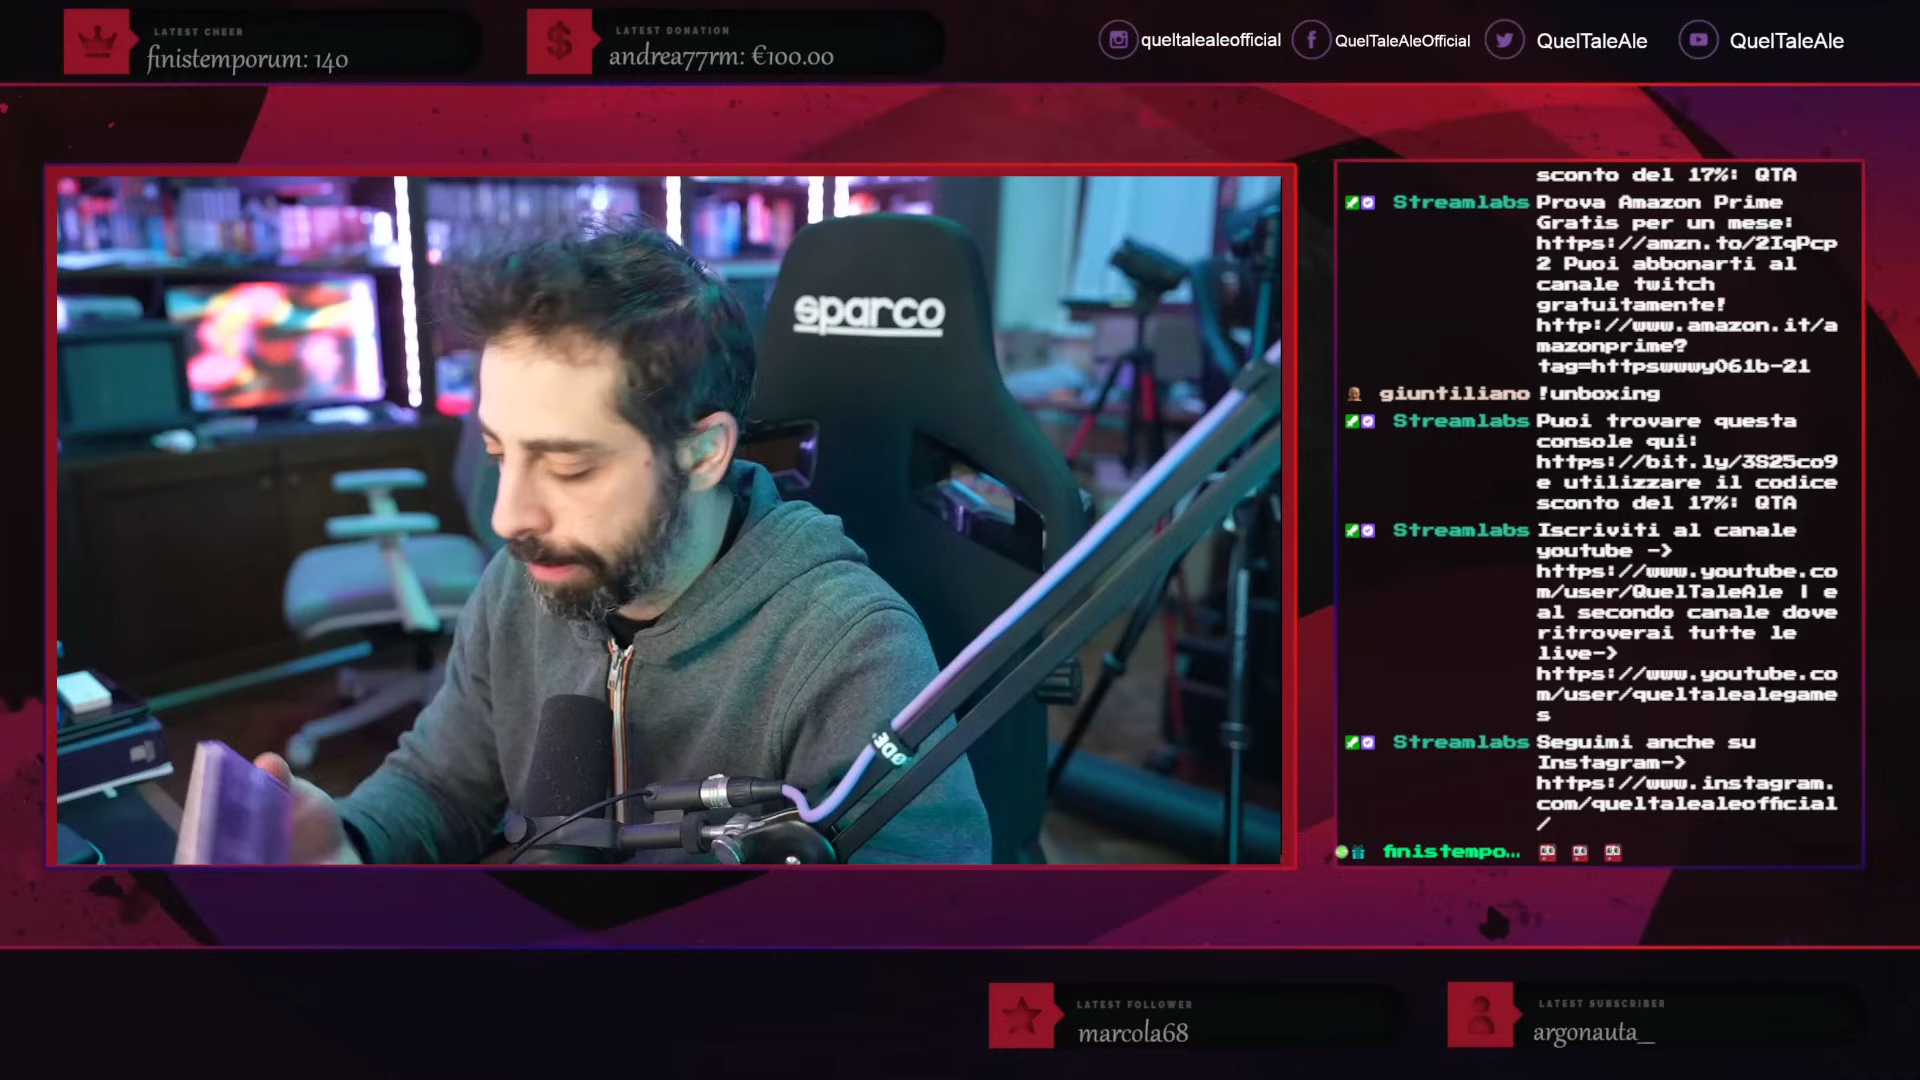 LATEST CHEER
finistemporum: 140
LATEST DONATION
andrea77rm: €100.00
queltalealeofficial
QuelTaleAleOfficial
QuelTaleAle
QuelTaleAle
sparco
sconto del 17%: QTA
Streamlabs Prova Amazon Prime
Gratis per un mese:
https://amzn.to/2IqPcp
2 Puoi abbonarti al
canale twitch
gratuitamente!
http://www.amazon.it/a
mazonprime?
tag=httpswwwy061b-21
giuntiliano !unboxing
Streamlabs Puoi trovare questa
console qui:
https://bit.ly/3S25co9
e utilizzare il codice
sconto del 17%: QTA
Streamlabs Iscriviti al canale
youtube ->
https://www.youtube.co
m/user/QuelTaleAle | e
al secondo canale dove
ritroverai tutte le
live->
https://www.youtube.co
m/user/queltalealegame
s
Streamlabs Seguimi anche su
Instagram->
https://www.instagram.
com/queltalealeofficial
/
finistempo...
LATEST FOLLOWER
marcola68
LATEST SUBSCRIBER
argonauta_